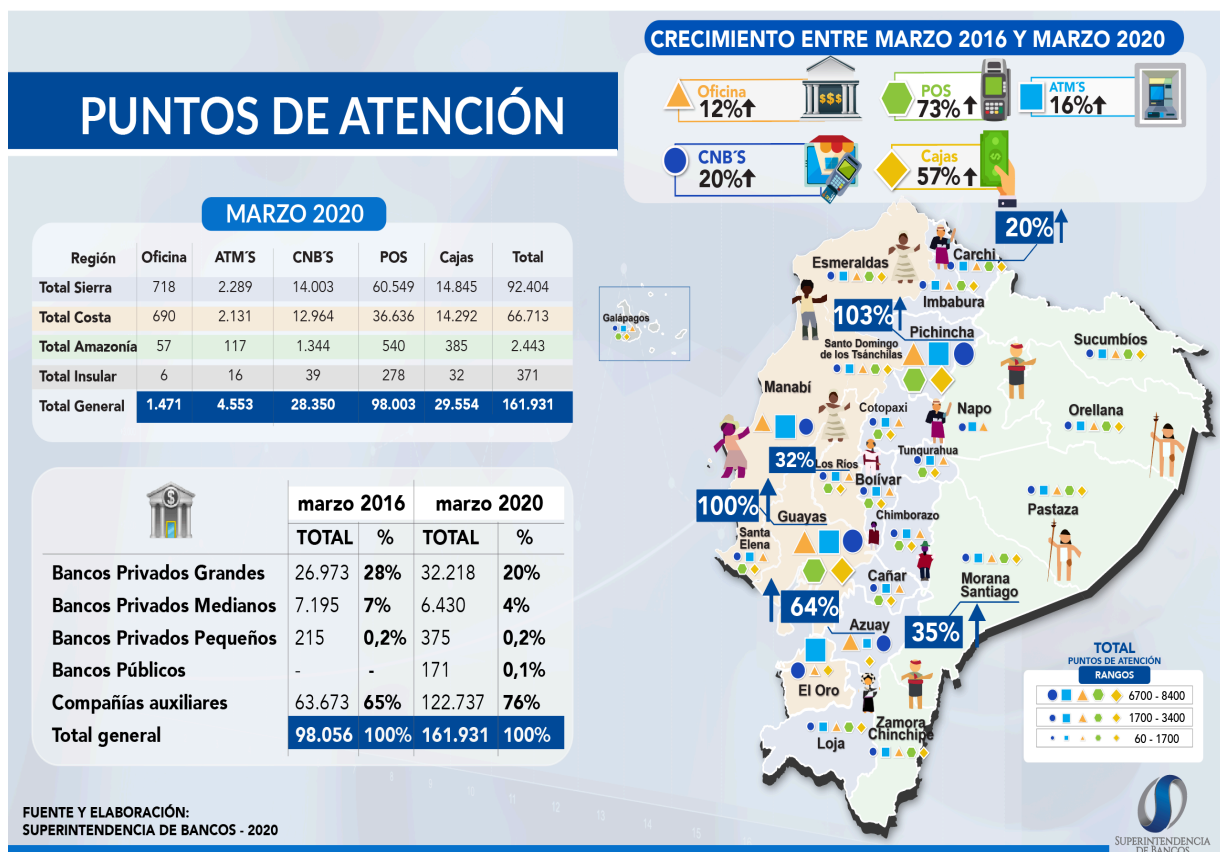 CRECIMIENTO ENTRE MARZO 2016 Y MARZO 2020
Oficina
12%
POS
73%
ATM´S
16%
CNB´S
20%
Cajas
57%
PUNTOS DE ATENCIÓN
MARZO 2020
Región Oficina ATM´S CNB´S POS Cajas Total
Total Sierra 718 2.289 14.003 60.549 14.845 92.404
Total Costa 690 2.131 12.964 36.636 14.292 66.713
Total Amazonía 57 117 1.344 540 385 2.443
Total Insular 6 16 39 278 32 371
Total General 1.471 4.553 28.350 98.003 29.554 161.931
marzo 2016 marzo 2020
TOTAL % TOTAL %
Bancos Privados Grandes 26.973 28% 32.218 20%
Bancos Privados Medianos 7.195 7% 6.430 4%
Bancos Privados Pequeños 215 0,2% 375 0,2%
Bancos Públicos - - 171 0,1%
Compañías auxiliares 63.673 65% 122.737 76%
Total general 98.056 100% 161.931 100%
FUENTE Y ELABORACIÓN:
SUPERINTENDENCIA DE BANCOS - 2020
20%
Carchi
Esmeraldas
Imbabura
Galápagos
103%
Pichincha
Santo Domingo
de los Tsánchilas
Sucumbíos
Manabí
Cotopaxi
Napo
Orellana
32%
Los Ríos
Tungurahua
Bolívar
100%
Guayas
Chimborazo
Pastaza
Santa
Elena
Cañar
Morana
Santiago
64%
Azuay
35%
El Oro
Loja
Zamora
Chinchipe
TOTAL
PUNTOS DE ATENCIÓN
RANGOS
6700 - 8400
1700 - 3400
60 - 1700
$$$
$
$
SUPERINTENDENCIA
DE BANCOS